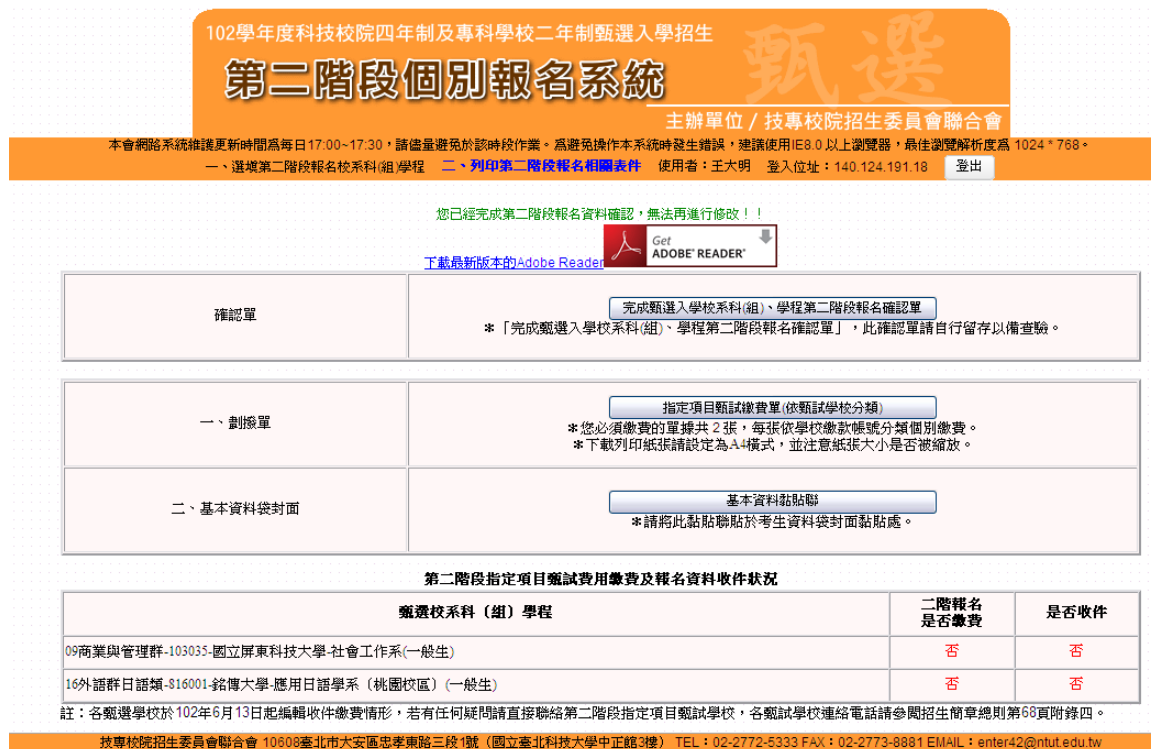 102學年度科技校院四年制及專科學校二年制甄選入學招生
甄選
第二階段個別報名系統
主辦單位 / 技專校院招生委員會聯合會
本會網路系統維護更新時間為每日17:00~17:30，請儘量避免於該時段作業。為避免操作本系統時發生錯誤，建議使用IE8.0 以上瀏覽器，最佳瀏覽解析度為 1024 * 768。
一、選填第二階段報名校系科(組)學程 二、列印第二階段報名相關表件 使用者：王大明 登入位址：140.124.191.18 登出
您已經完成第二階段報名資料確認，無法再進行修改！！
下載最新版本的Adobe Reader
Get
ADOBE® READER®
確認單
完成甄選入學校系科(組)、學程第二階段報名確認單
＊「完成甄選入學校系科(組)、學程第二階段報名確認單」，此確認單請自行留存以備查驗。
一、劃撥單
指定項目甄試繳費單(依甄試學校分類)
＊您必須繳費的單據共 2 張，每張依學校繳款帳號分類個別繳費。
＊下載列印紙張請設定為A4橫式，並注意紙張大小是否被縮放。
二、基本資料袋封面
基本資料黏貼聯
＊請將此黏貼聯貼於考生資料袋封面黏貼處。
第二階段指定項目甄試費用繳費及報名資料收件狀況
甄選校系科〔組〕學程
二階報名
是否繳費
是否收件
09商業與管理群-103035-國立屏東科技大學-社會工作系(一般生) 否 否
16外語群日語類-816001-銘傳大學-應用日語學系〔桃園校區〕(一般生) 否 否
註：各甄選學校於102年6月13日起編輯收件繳費情形，若有任何疑問請直接聯絡第二階段指定項目甄試學校，各甄試學校連絡電話請參閱招生簡章總則第68頁附錄四。
技專校院招生委員會聯合會 10608臺北市大安區忠孝東路三段1號（國立臺北科技大學中正館3樓） TEL：02-2772-5333 FAX：02-2773-8881 EMAIL：enter42@ntut.edu.tw